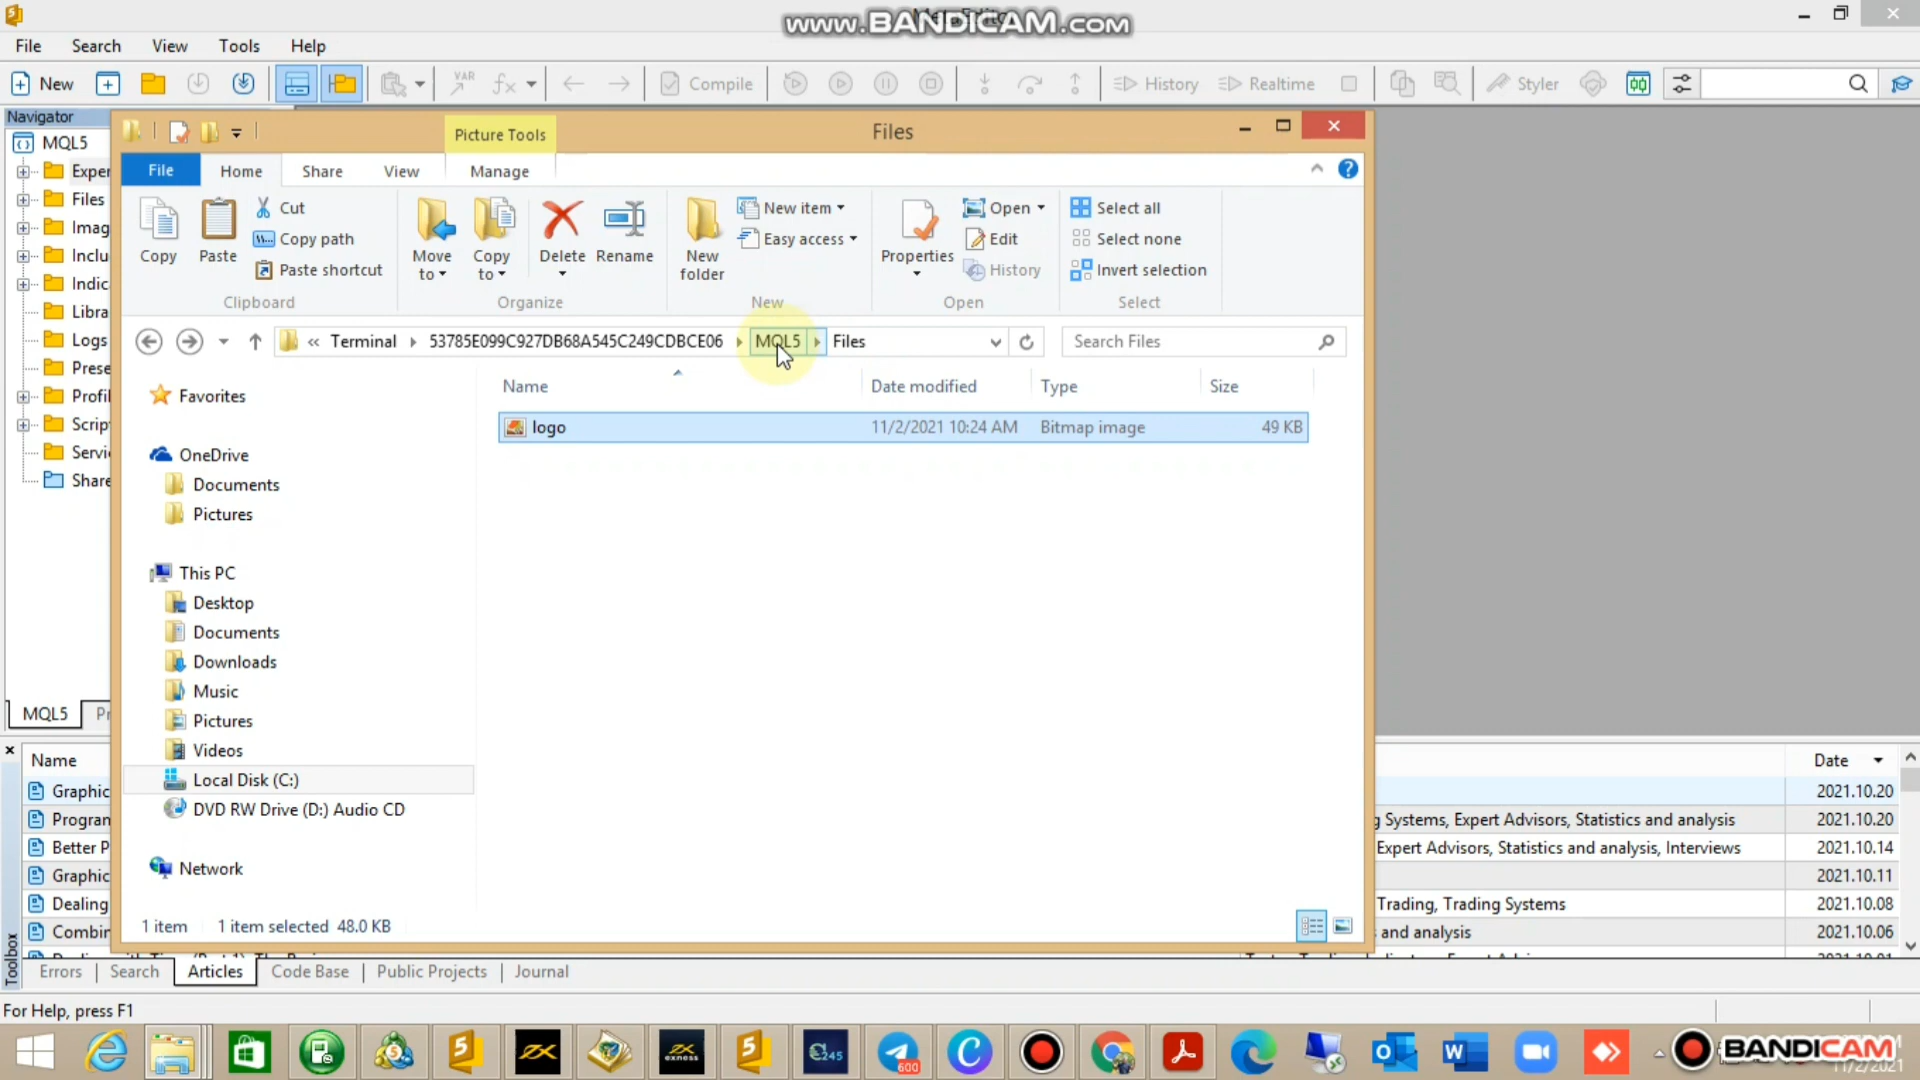 www.BANDICAM.com
File Search View Tools Help
New Compile History Realtime Styler
VAR
Navigator
MQL5
Exper
Files
Imag
Inclu
Indic
Libra
Logs
Prese
Profil
Scrip
Servi
Share
MQL5
Picture Tools
Files
File Home Share View Manage
Copy
Paste
Cut
Copy path
Paste shortcut
Clipboard
Move to
Copy to
Delete
Rename
Organize
New folder
New item
Easy access
New
Properties
Open
Edit
History
Open
Select all
Select none
Invert selection
Select
« Terminal 53785E099C927DB68A545C249CDBCE06 MQL5 Files
Search Files
Name Date modified Type Size
logo 11/2/2021 10:24 AM Bitmap image 49 KB
Favorites
OneDrive
Documents
Pictures
This PC
Desktop
Documents
Downloads
Music
Pictures
Videos
Local Disk (C:)
DVD RW Drive (D:) Audio CD
Network
1 item 1 item selected 48.0 KB
Name Date
Graphic 2021.10.20
Progran g Systems, Expert Advisors, Statistics and analysis 2021.10.20
Better P Expert Advisors, Statistics and analysis, Interviews 2021.10.14
Graphic 2021.10.11
Dealing Trading, Trading Systems 2021.10.08
Combin and analysis 2021.10.06
Toolbox
Errors Search Articles Code Base Public Projects Journal
For Help, press F1
exness
€245
600
BANDICAM
11/2/2021